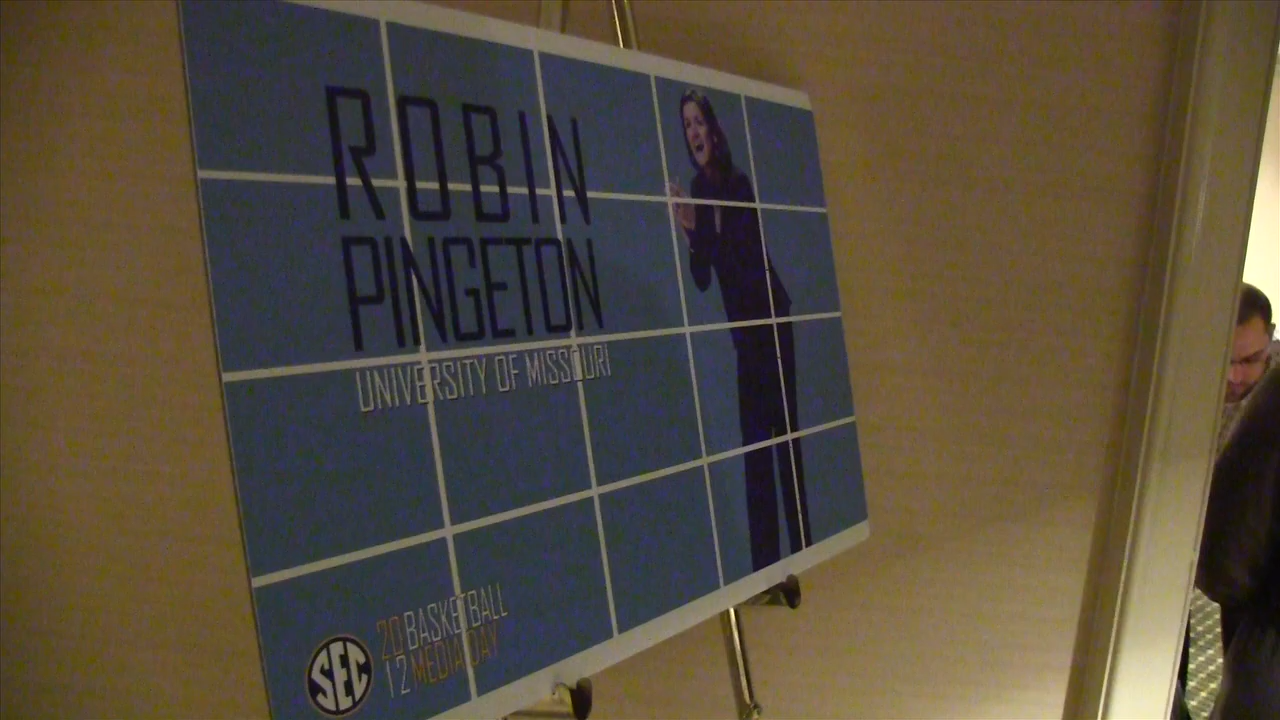 ROBIN
PINGETON
UNIVERSITY OF MISSOURI
SEC
20 BASKETBALL
12 MEDIA DAY